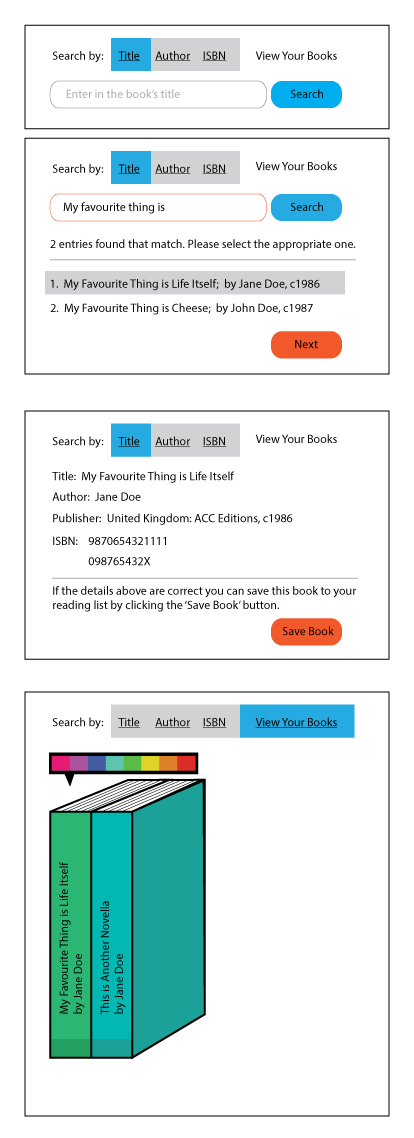 Search by: Title Author ISBN View Your Books
Enter in the book's title Search
Search by: Title Author ISBN View Your Books
My favourite thing is Search
2 entries found that match. Please select the appropriate one.
1. My Favourite Thing is Life Itself; by Jane Doe, c1986
2. My Favourite Thing is Cheese; by John Doe, c1987
Next
Search by: Title Author ISBN View Your Books
Title: My Favourite Thing is Life Itself
Author: Jane Doe
Publisher: United Kingdom: ACC Editions, c1986
ISBN: 9870654321111
098765432X
If the details above are correct you can save this book to your
reading list by clicking the 'Save Book' button.
Save Book
Search by: Title Author ISBN View Your Books
My Favourite Thing is Life Itself
by Jane Doe
This is Another Novella
by Jane Doe